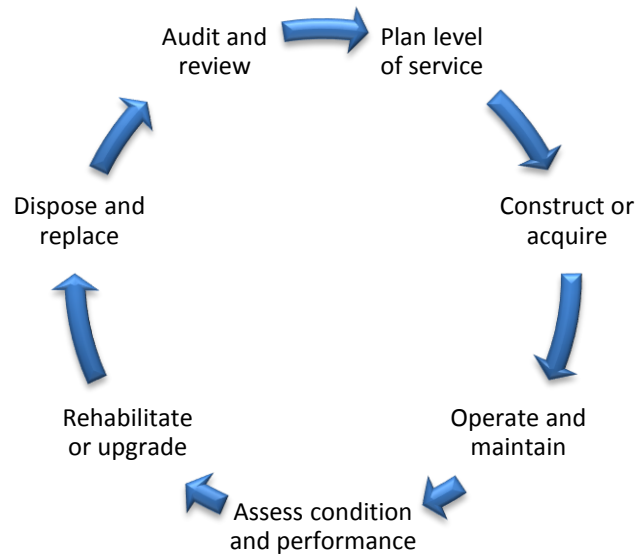 Audit and
review
Plan level
of service
Construct or
acquire
Operate and
maintain
Assess condition
and performance
Rehabilitate
or upgrade
Dispose and
replace